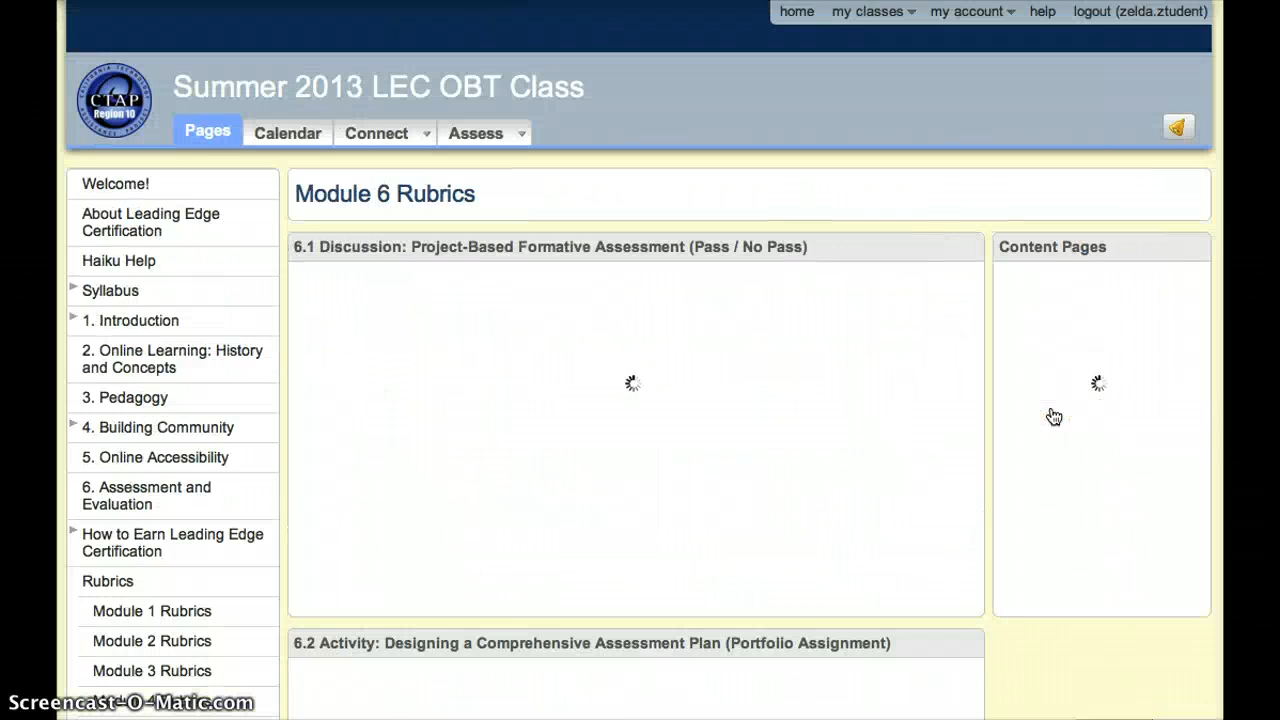 home my classes my account help logout (zelda.ztudent)
CALIFORNIA TECHNOLOGY ASSISTANCE PROJECT
CTAP
Region 10
Summer 2013 LEC OBT Class
Pages Calendar Connect Assess
Welcome!
About Leading Edge
Certification
Haiku Help
Syllabus
1. Introduction
2. Online Learning: History
and Concepts
3. Pedagogy
4. Building Community
5. Online Accessibility
6. Assessment and
Evaluation
How to Earn Leading Edge
Certification
Rubrics
Module 1 Rubrics
Module 2 Rubrics
Module 3 Rubrics
Module 6 Rubrics
6.1 Discussion: Project-Based Formative Assessment (Pass / No Pass)
Content Pages
6.2 Activity: Designing a Comprehensive Assessment Plan (Portfolio Assignment)
Screencast-O-Matic.com